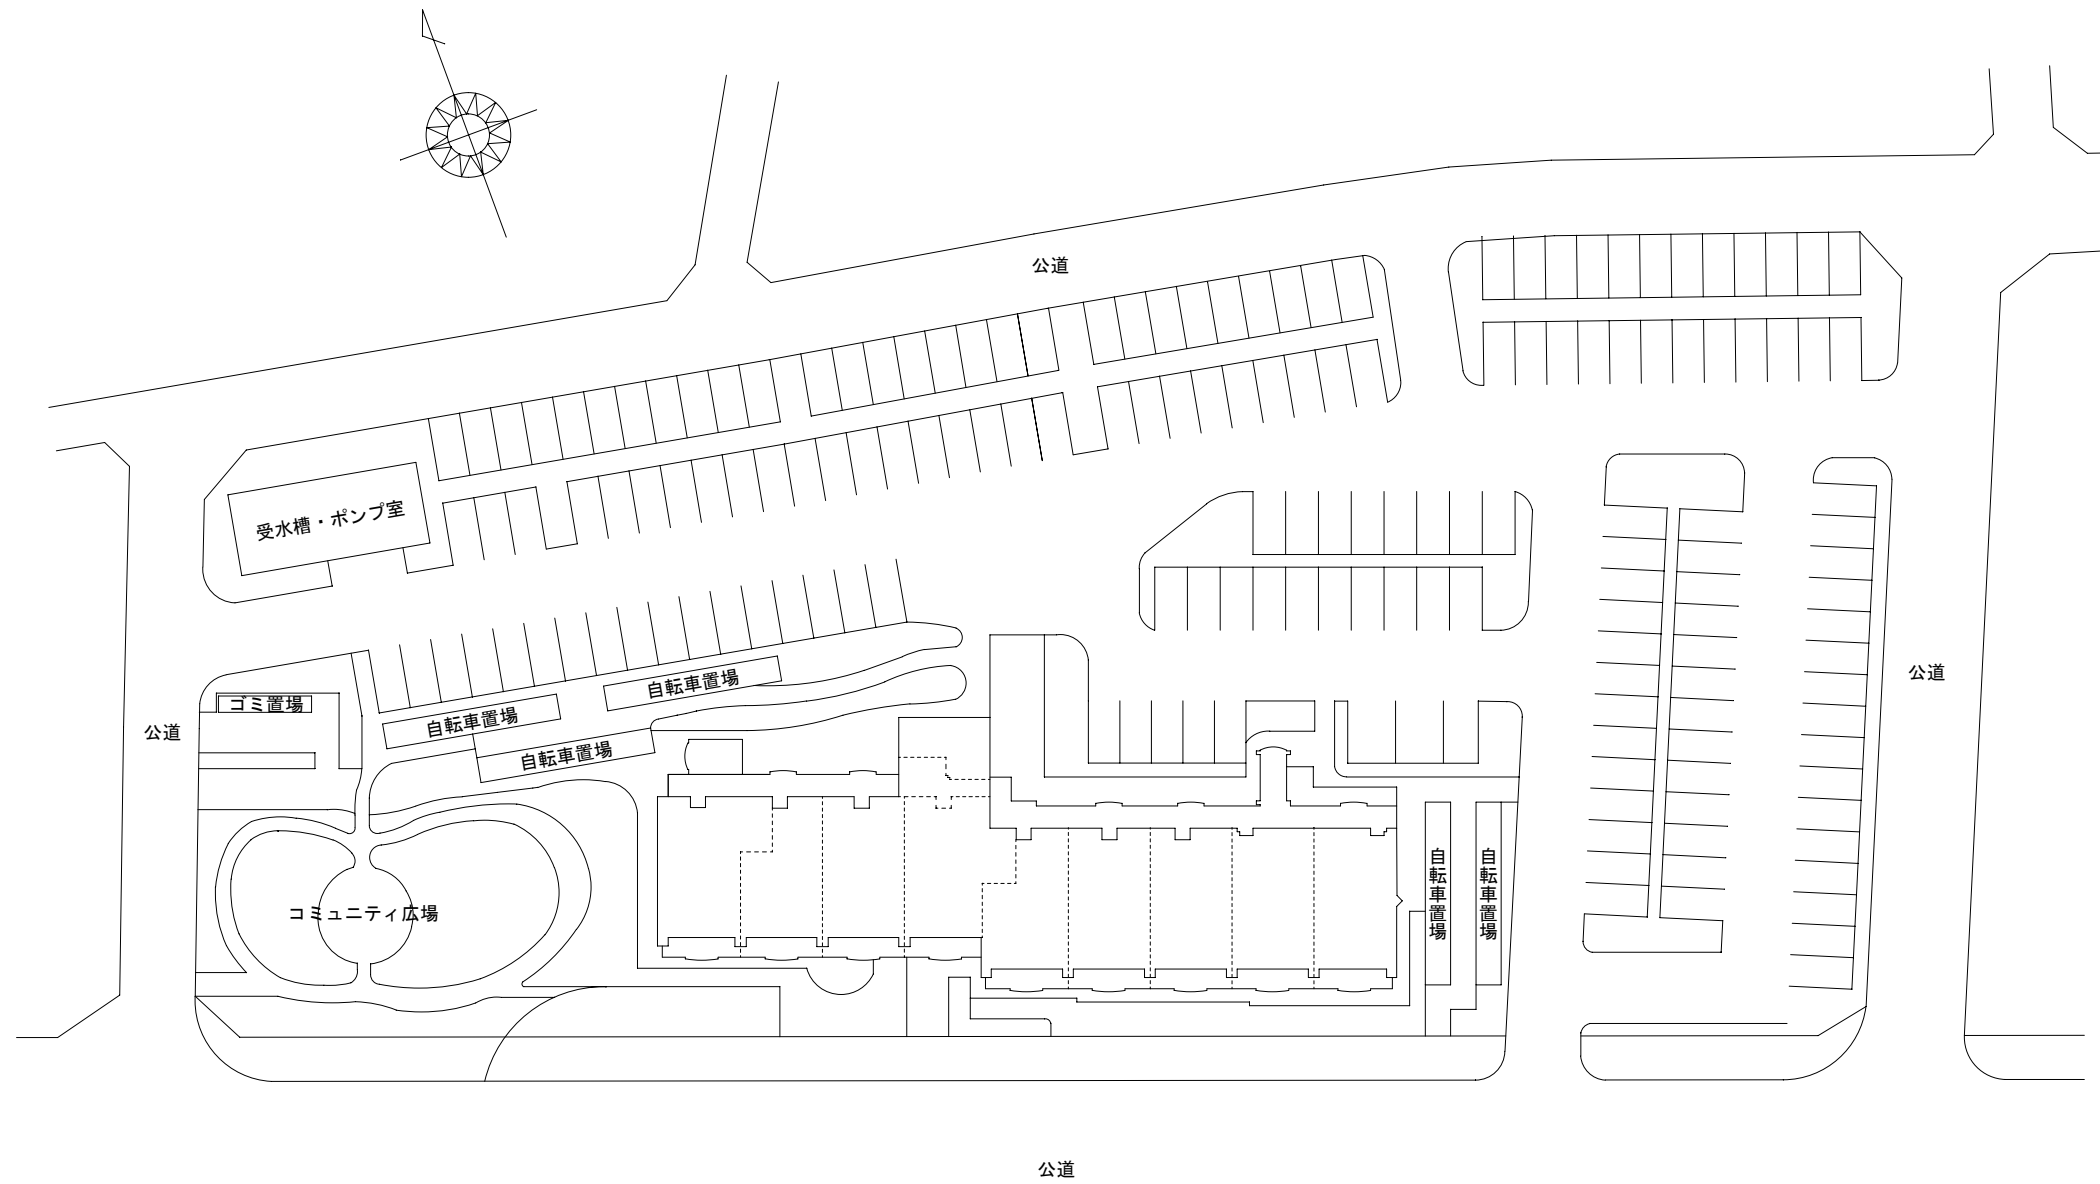 公道
受水槽・ポンプ室
公道
自転車置場
ゴミ置場
自転車置場
公道
自転車置場
自転車置場
自転車置場
コミュニティ広場
公道